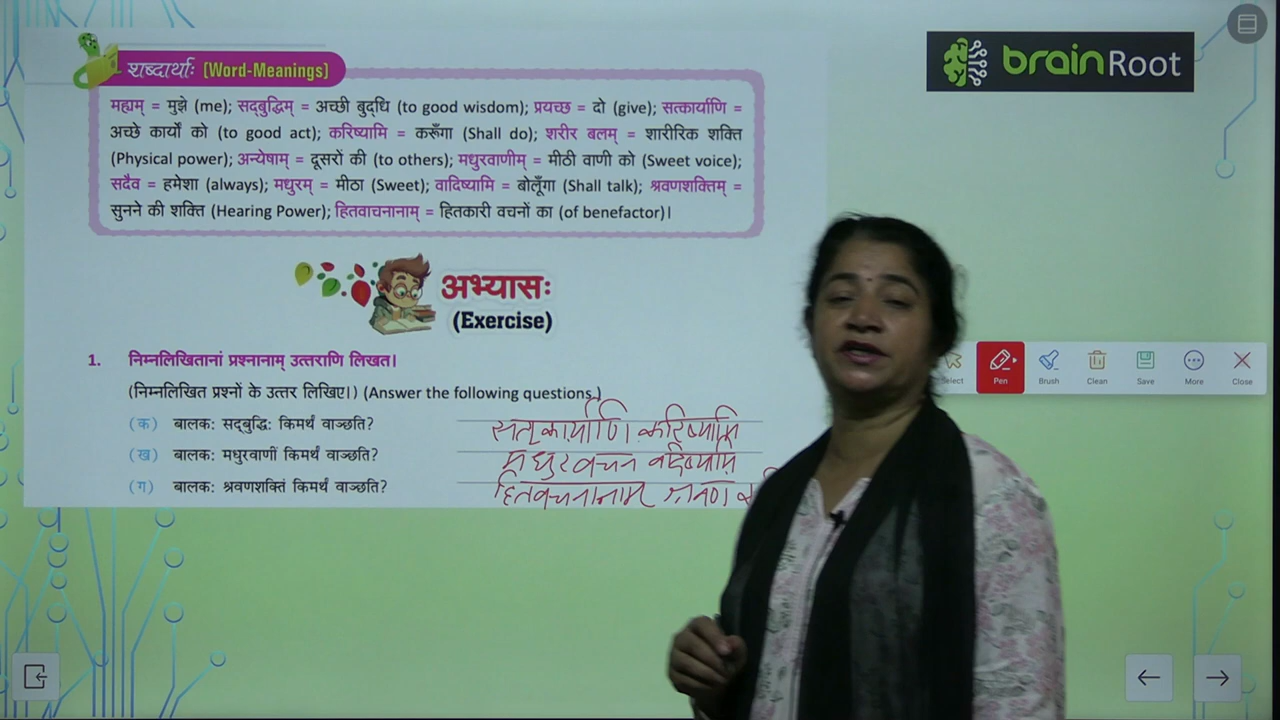 brainRoot
शब्दार्थाः (Word-Meanings)
मह्यम् = मुझे (me); सद्बुद्धिम् = अच्छी बुद्धि (to good wisdom); प्रयच्छ = दो (give); सत्कार्याणि =
अच्छे कार्यों को (to good act); करिष्यामि = करूँगा (Shall do); शरीर बलम् = शारीरिक शक्ति
(Physical power); अन्येषाम् = दूसरों की (to others); मधुरवाणीम् = मीठी वाणी को (Sweet voice);
सदैव = हमेशा (always); मधुरम् = मीठा (Sweet); वादिष्यामि = बोलूँगा (Shall talk); श्रवणशक्तिम् =
सुनने की शक्ति (Hearing Power); हितवाचनानाम् = हितकारी वचनों का (of benefactor)।
अभ्यासः
(Exercise)
1. निम्नलिखितानां प्रश्नानाम् उत्तराणि लिखत।
(निम्नलिखित प्रश्नों के उत्तर लिखिए।) (Answer the following questions.)
(क) बालकः सद्बुद्धिः किमर्थं वाञ्छति? सत्कार्याणि करिष्यामि
(ख) बालकः मधुरवाणीं किमर्थं वाञ्छति? मधुरवचन वदिष्यामि
(ग) बालकः श्रवणशक्तिं किमर्थं वाञ्छति? हितवचनानाम श्रवण
Select Pen Brush Clean Save More Close